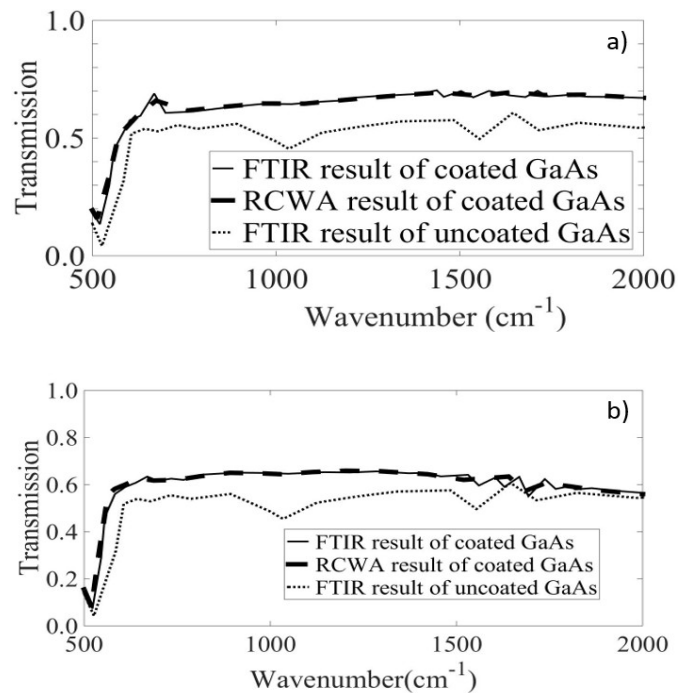 1.0
a)
Transmission
0.5
FTIR result of coated GaAs
RCWA result of coated GaAs
FTIR result of uncoated GaAs
0.0
500 1000 1500 2000
Wavenumber (cm⁻¹)
1.0
b)
0.8
Transmission
0.6
0.4
FTIR result of coated GaAs
RCWA result of coated GaAs
0.2
FTIR result of uncoated GaAs
0.0
500 1000 1500 2000
Wavenumber(cm⁻¹)